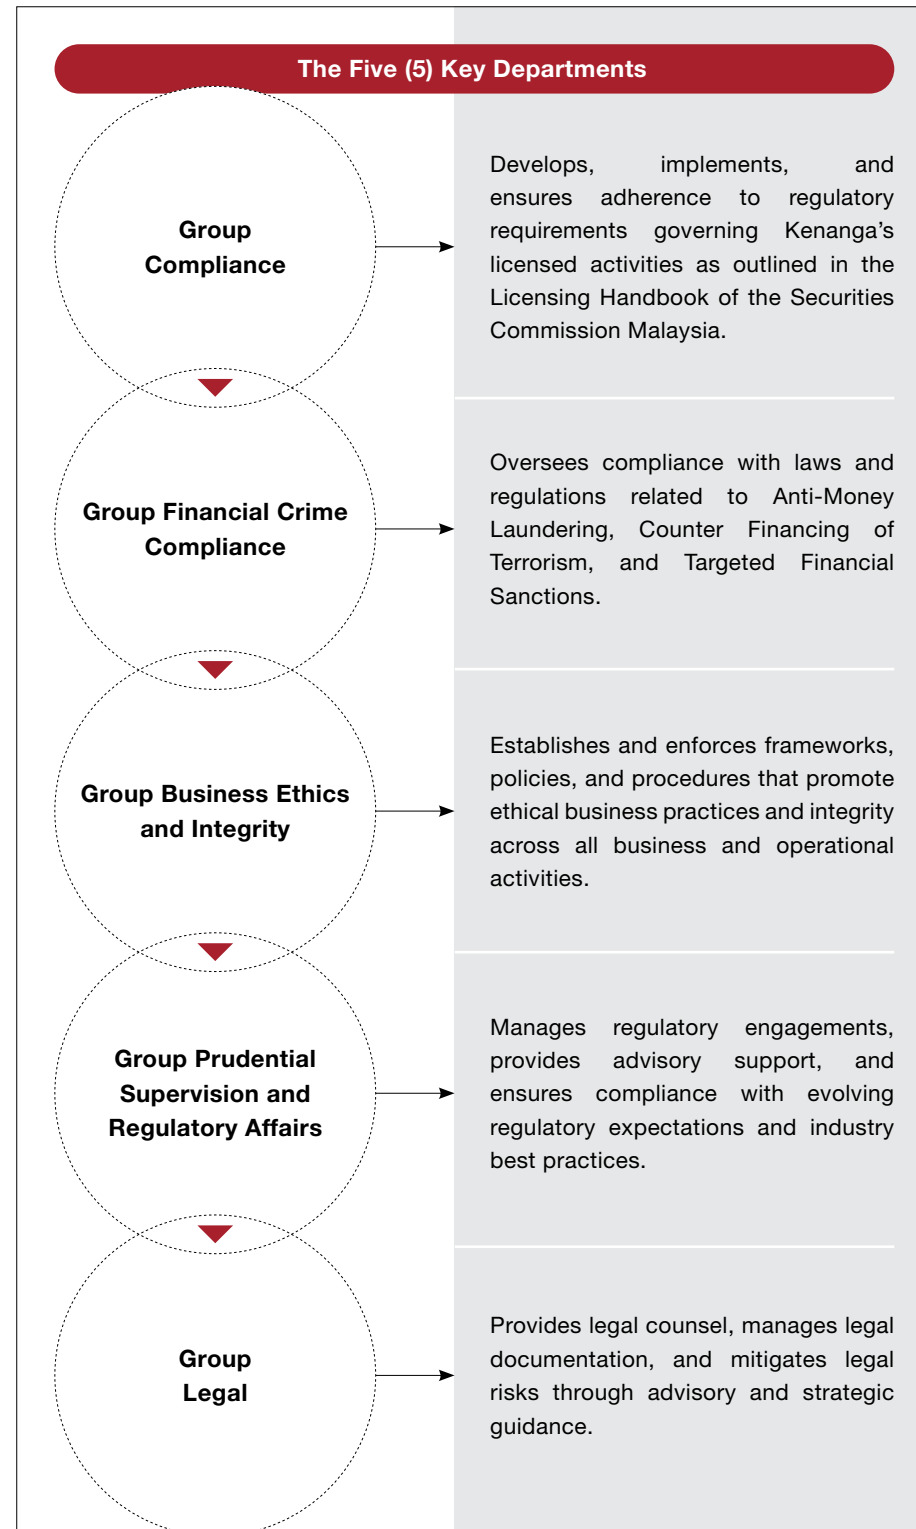 The Five (5) Key Departments
Group
Compliance
Develops, implements, and
ensures adherence to regulatory
requirements governing Kenanga’s
licensed activities as outlined in the
Licensing Handbook of the Securities
Commission Malaysia.
Group Financial Crime
Compliance
Oversees compliance with laws and
regulations related to Anti-Money
Laundering, Counter Financing of
Terrorism, and Targeted Financial
Sanctions.
Group Business Ethics
and Integrity
Establishes and enforces frameworks,
policies, and procedures that promote
ethical business practices and integrity
across all business and operational
activities.
Group Prudential
Supervision and
Regulatory Affairs
Manages regulatory engagements,
provides advisory support, and
ensures compliance with evolving
regulatory expectations and industry
best practices.
Group
Legal
Provides legal counsel, manages legal
documentation, and mitigates legal
risks through advisory and strategic
guidance.